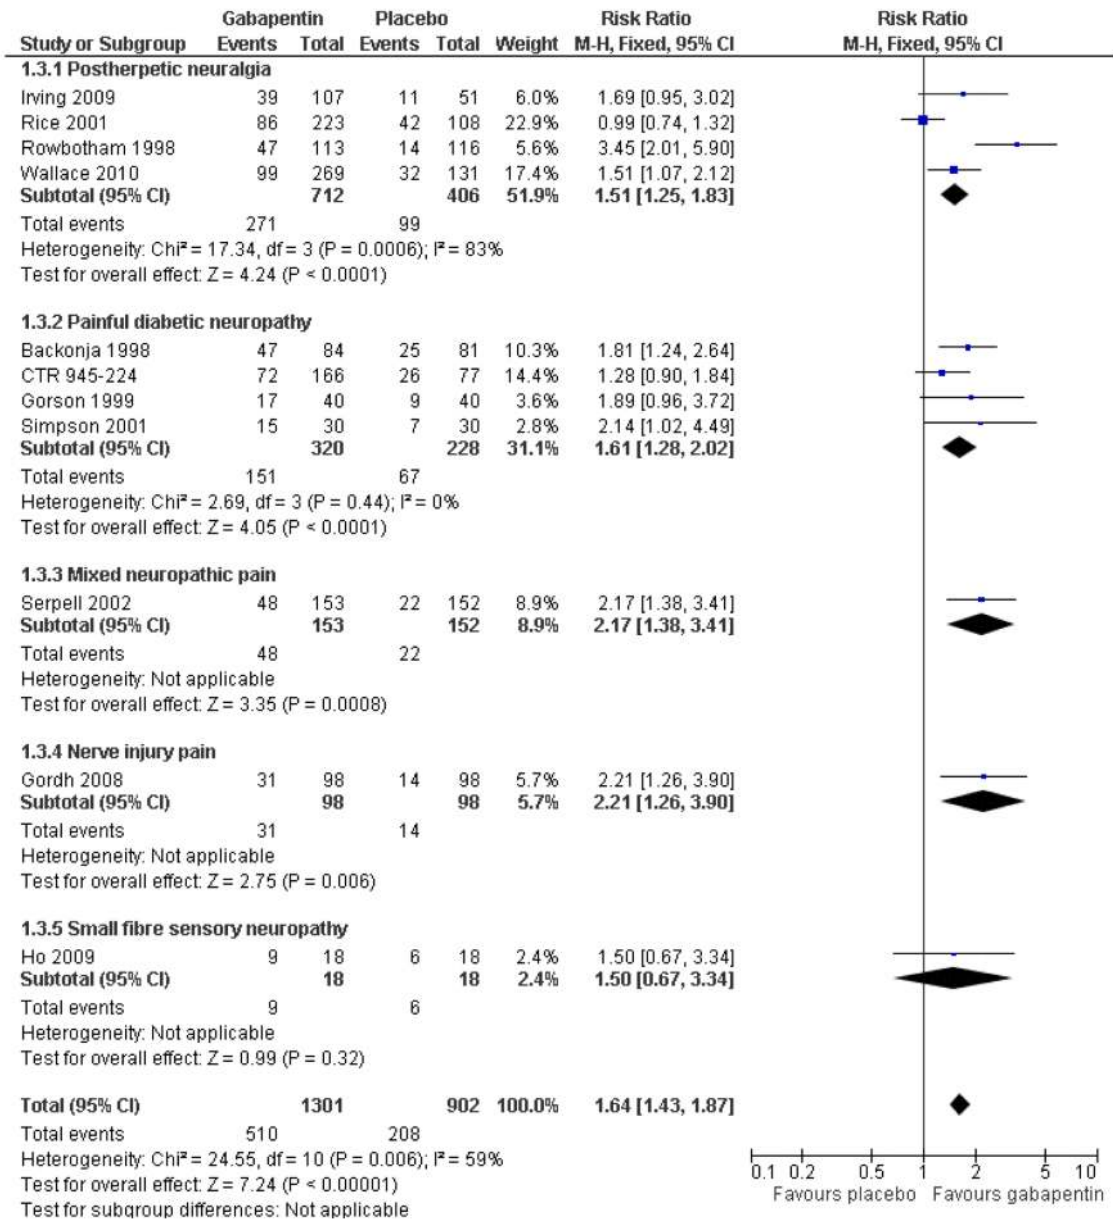 Gabapentin Placebo Risk Ratio Risk Ratio
Study or Subgroup Events Total Events Total Weight M-H, Fixed, 95% CI M-H, Fixed, 95% CI
1.3.1 Postherpetic neuralgia
Irving 2009 39 107 11 51 6.0% 1.69 [0.95, 3.02]
Rice 2001 86 223 42 108 22.9% 0.99 [0.74, 1.32]
Rowbotham 1998 47 113 14 116 5.6% 3.45 [2.01, 5.90]
Wallace 2010 99 269 32 131 17.4% 1.51 [1.07, 2.12]
Subtotal (95% CI) 712 406 51.9% 1.51 [1.25, 1.83]
Total events 271 99
Heterogeneity: Chi² = 17.34, df = 3 (P = 0.0006); I² = 83%
Test for overall effect: Z = 4.24 (P < 0.0001)
1.3.2 Painful diabetic neuropathy
Backonja 1998 47 84 25 81 10.3% 1.81 [1.24, 2.64]
CTR 945-224 72 166 26 77 14.4% 1.28 [0.90, 1.84]
Gorson 1999 17 40 9 40 3.6% 1.89 [0.96, 3.72]
Simpson 2001 15 30 7 30 2.8% 2.14 [1.02, 4.49]
Subtotal (95% CI) 320 228 31.1% 1.61 [1.28, 2.02]
Total events 151 67
Heterogeneity: Chi² = 2.69, df = 3 (P = 0.44); I² = 0%
Test for overall effect: Z = 4.05 (P < 0.0001)
1.3.3 Mixed neuropathic pain
Serpell 2002 48 153 22 152 8.9% 2.17 [1.38, 3.41]
Subtotal (95% CI) 153 152 8.9% 2.17 [1.38, 3.41]
Total events 48 22
Heterogeneity: Not applicable
Test for overall effect: Z = 3.35 (P = 0.0008)
1.3.4 Nerve injury pain
Gordh 2008 31 98 14 98 5.7% 2.21 [1.26, 3.90]
Subtotal (95% CI) 98 98 5.7% 2.21 [1.26, 3.90]
Total events 31 14
Heterogeneity: Not applicable
Test for overall effect: Z = 2.75 (P = 0.006)
1.3.5 Small fibre sensory neuropathy
Ho 2009 9 18 6 18 2.4% 1.50 [0.67, 3.34]
Subtotal (95% CI) 18 18 2.4% 1.50 [0.67, 3.34]
Total events 9 6
Heterogeneity: Not applicable
Test for overall effect: Z = 0.99 (P = 0.32)
Total (95% CI) 1301 902 100.0% 1.64 [1.43, 1.87]
Total events 510 208
Heterogeneity: Chi² = 24.55, df = 10 (P = 0.006); I² = 59%
Test for overall effect: Z = 7.24 (P < 0.00001)
Test for subgroup differences: Not applicable
0.1 0.2 0.5 1 2 5 10
Favours placebo Favours gabapentin